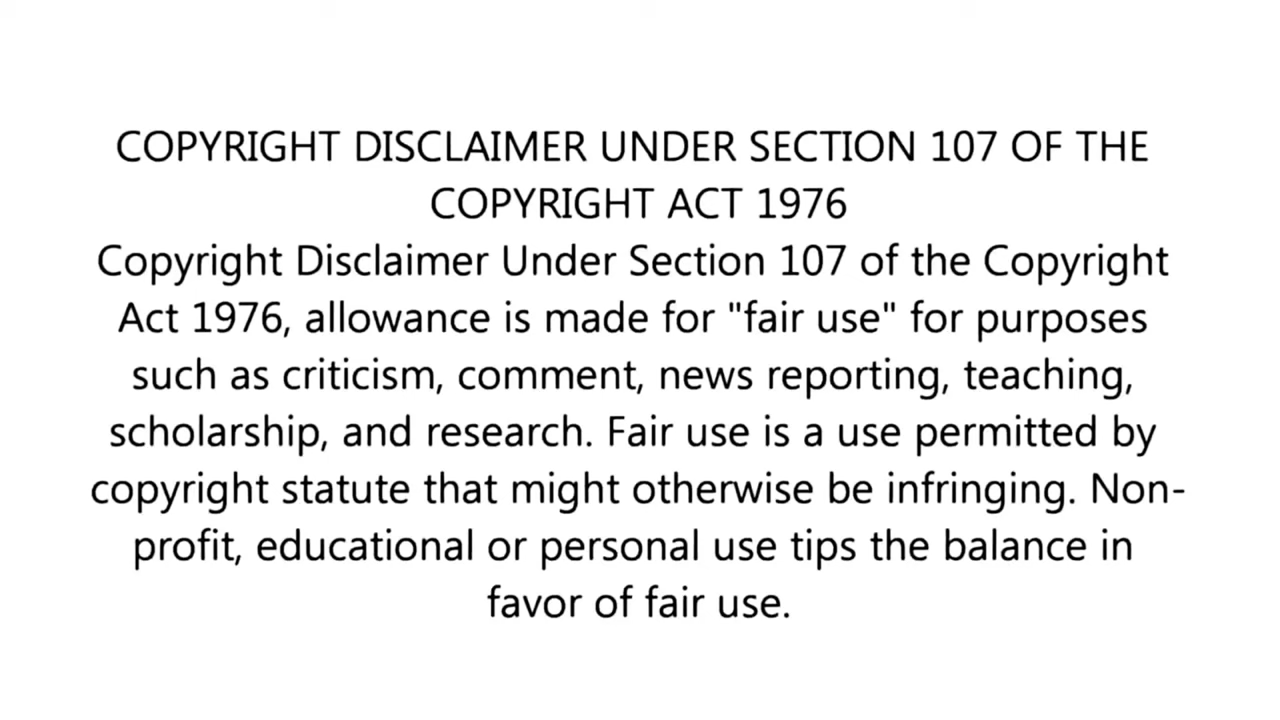 COPYRIGHT DISCLAIMER UNDER SECTION 107 OF THE
COPYRIGHT ACT 1976
Copyright Disclaimer Under Section 107 of the Copyright
Act 1976, allowance is made for "fair use" for purposes
such as criticism, comment, news reporting, teaching,
scholarship, and research. Fair use is a use permitted by
copyright statute that might otherwise be infringing. Non-
profit, educational or personal use tips the balance in
favor of fair use.